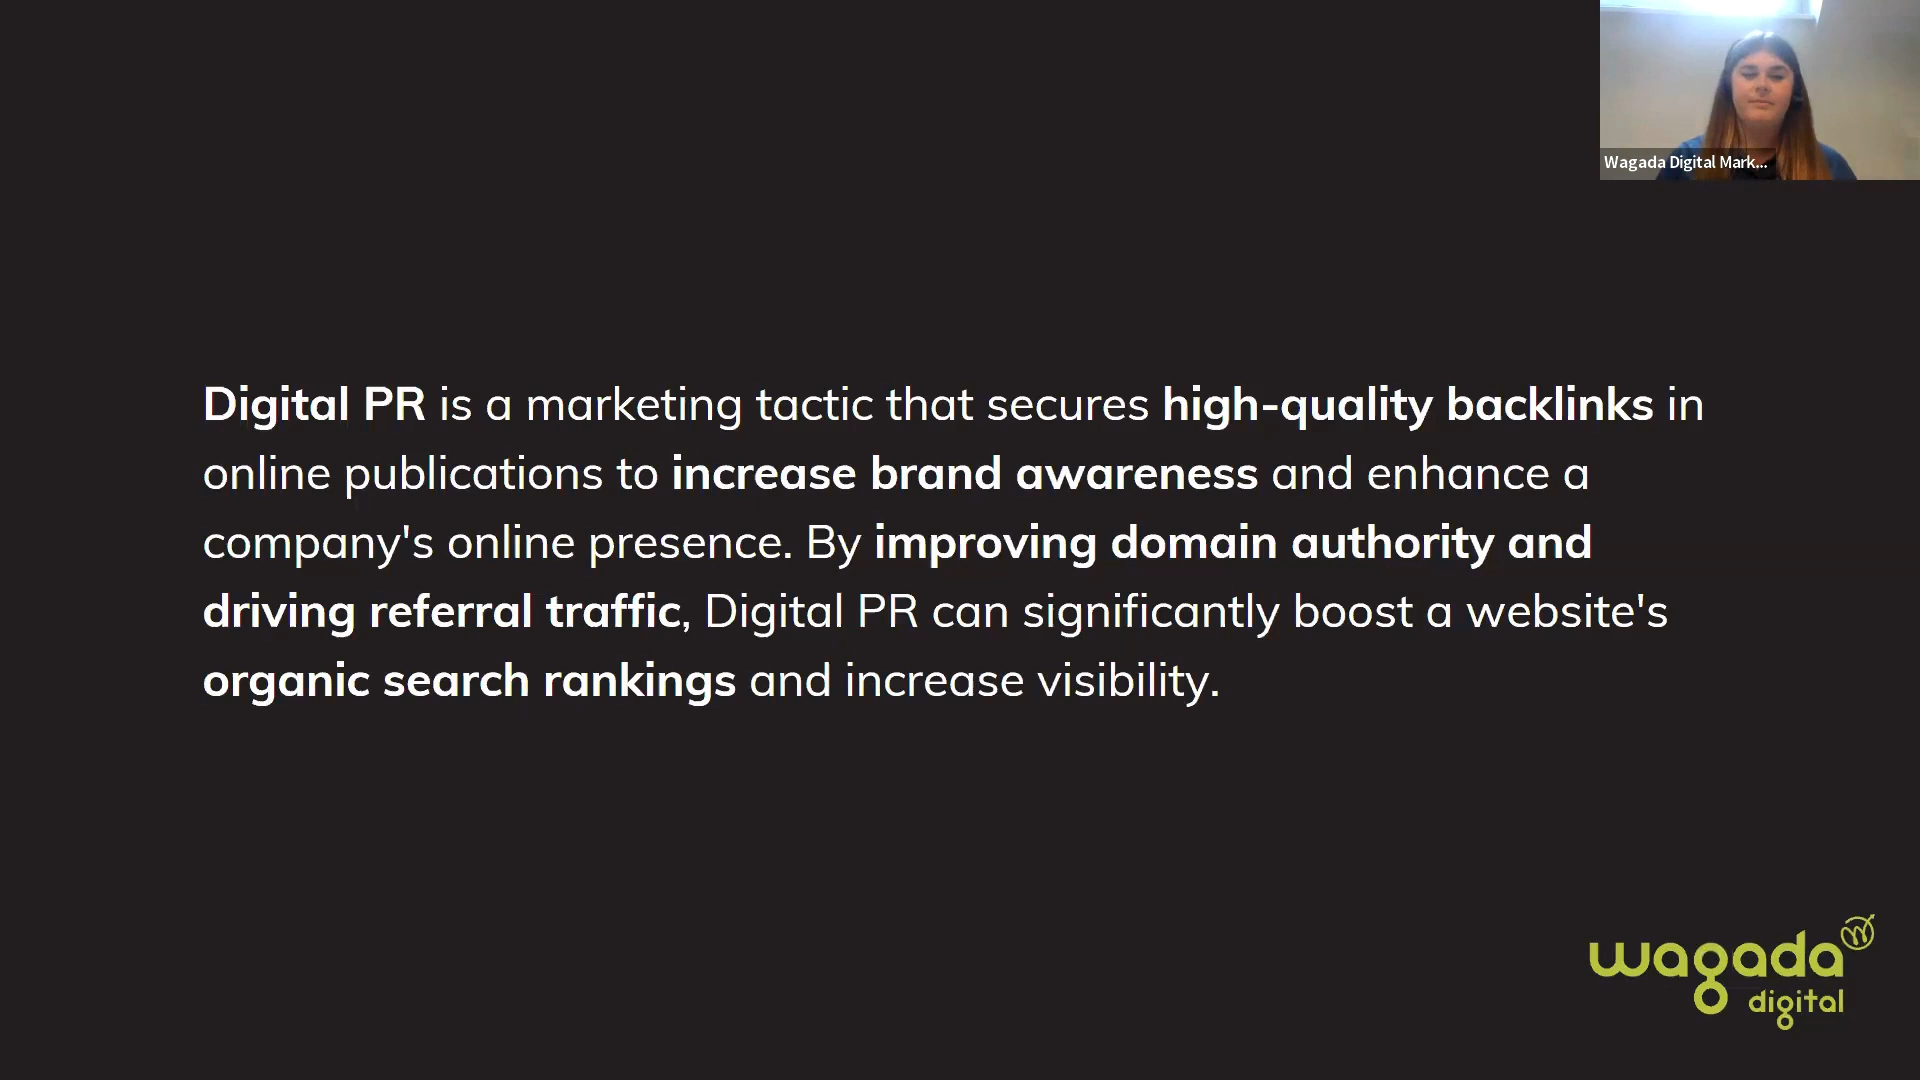 Wagada Digital Mark...
Digital PR is a marketing tactic that secures high-quality backlinks in
online publications to increase brand awareness and enhance a
company's online presence. By improving domain authority and
driving referral traffic, Digital PR can significantly boost a website's
organic search rankings and increase visibility.
wagada
digital